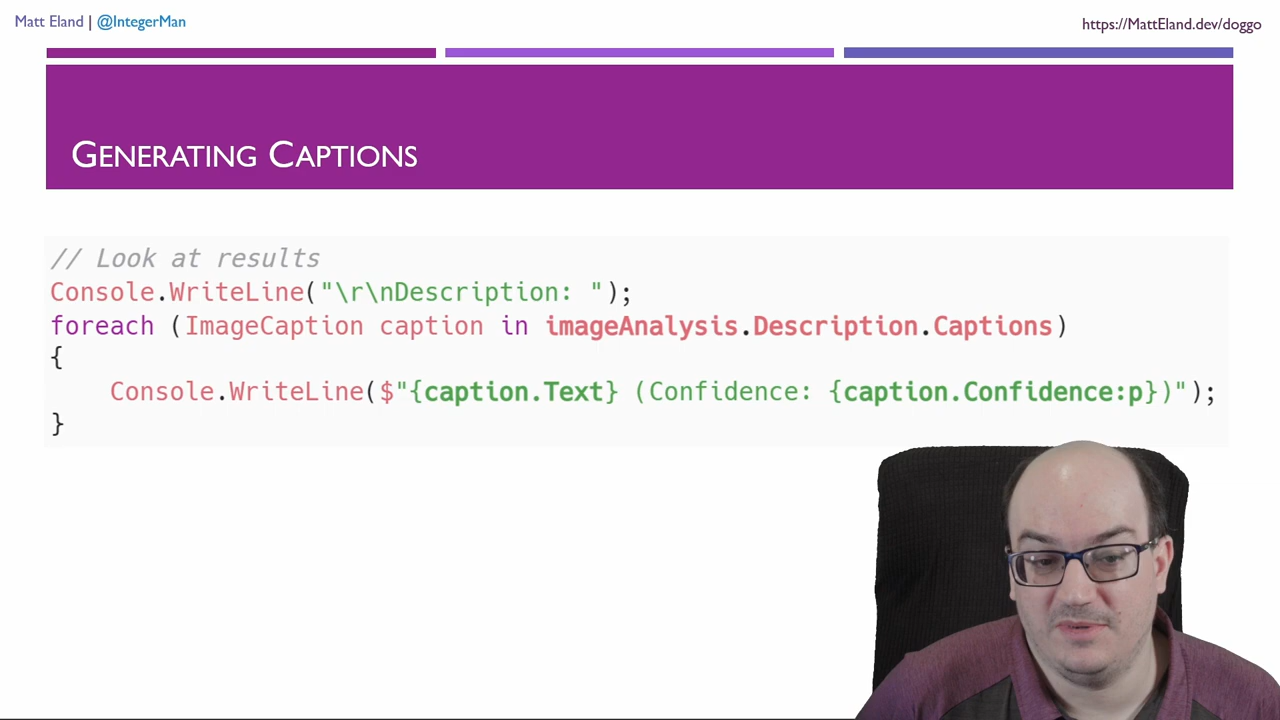 Matt Eland | @IntegerMan
https://MattEland.dev/doggo
GENERATING CAPTIONS
// Look at results
Console.WriteLine("\r\nDescription: ");
foreach (ImageCaption caption in imageAnalysis.Description.Captions)
{
    Console.WriteLine($"{caption.Text} (Confidence: {caption.Confidence:p})");
}